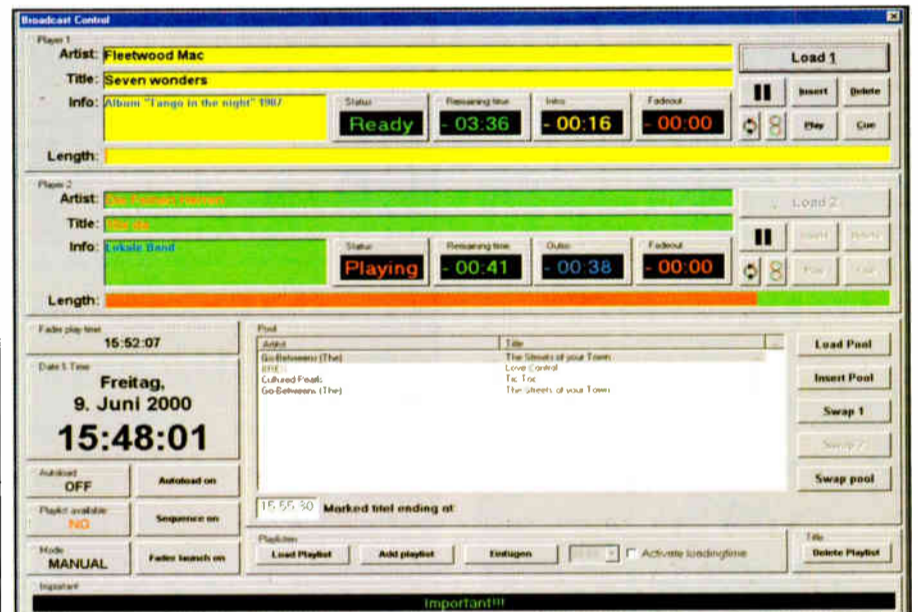 Broadcast Control
Player 1
Artist: Fleetwood Mac
Title: Seven wonders
Info: Album "Tango in the night" 1987
Status Remaining time Intro Fadeout
Ready - 03:36 - 00:16 - 00:00
Length:
Load 1
Insert Delete
Play Cue
Player 2
Artist:
Title:
Info: Lokale Band
Status Remaining time Outro Fadeout
Playing - 00:41 - 00:38 - 00:00
Length:
Load 2
Insert Delete
Play Cue
Fader play time
15:52:07
Date & Time
Freitag,
9. Juni 2000
15:48:01
Autoload
OFF
Autoload on
Playlist available
NO
Sequence on
Mode
MANUAL
Fader launch on
Pool
Artist Title
Go-Betweens (The) The Streets of your Town
Love Control
Cultured Pearls Tic Toc
Go-Betweens (The) The Streets of your Town
15:55:30 Marked titel ending at
Load Pool
Insert Pool
Swap 1
Swap 2
Swap pool
Playlisten
Load Playlist Add playlist Einfügen Activate loadingtime
Title
Delete Playlist
Important
Important!!!